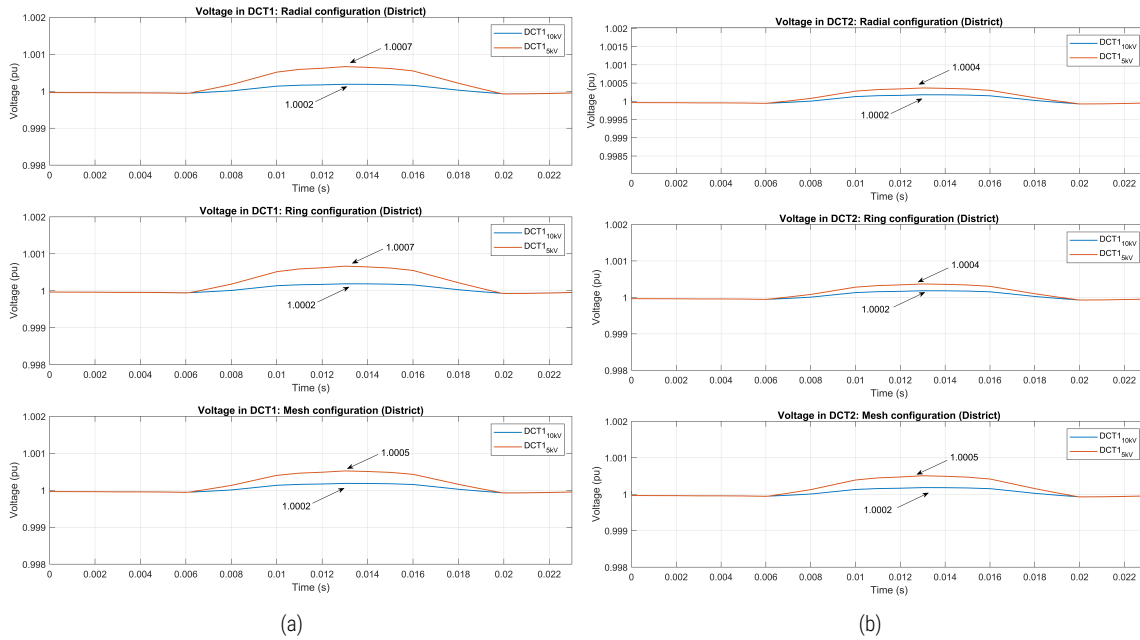 Voltage in DCT1: Radial configuration (District)
1.002
1.001
1
0.999
0.998
Voltage (pu)
DCT1 10kV
DCT1 5kV
1.0007
1.0002
0 0.002 0.004 0.006 0.008 0.01 0.012 0.014 0.016 0.018 0.02 0.022
Time (s)
Voltage in DCT1: Ring configuration (District)
1.002
1.001
1
0.999
0.998
Voltage (pu)
DCT1 10kV
DCT1 5kV
1.0007
1.0002
0 0.002 0.004 0.006 0.008 0.01 0.012 0.014 0.016 0.018 0.02 0.022
Time (s)
Voltage in DCT1: Mesh configuration (District)
1.002
1.001
1
0.999
0.998
Voltage (pu)
DCT1 10kV
DCT1 5kV
1.0005
1.0002
0 0.002 0.004 0.006 0.008 0.01 0.012 0.014 0.016 0.018 0.02 0.022
Time (s)
(a)
Voltage in DCT2: Radial configuration (District)
1.002
1.0015
1.001
1.0005
1
0.9995
0.999
0.9985
Voltage (pu)
DCT1 10kV
DCT1 5kV
1.0004
1.0002
0 0.002 0.004 0.006 0.008 0.01 0.012 0.014 0.016 0.018 0.02 0.022
Time (s)
Voltage in DCT2: Ring configuration (District)
1.002
1.001
1
0.999
0.998
Voltage (pu)
DCT1 10kV
DCT1 5kV
1.0004
1.0002
0 0.002 0.004 0.006 0.008 0.01 0.012 0.014 0.016 0.018 0.02 0.022
Time (s)
Voltage in DCT2: Mesh configuration (District)
1.002
1.001
1
0.999
0.998
Voltage (pu)
DCT1 10kV
DCT1 5kV
1.0005
1.0002
0 0.002 0.004 0.006 0.008 0.01 0.012 0.014 0.016 0.018 0.02 0.022
Time (s)
(b)